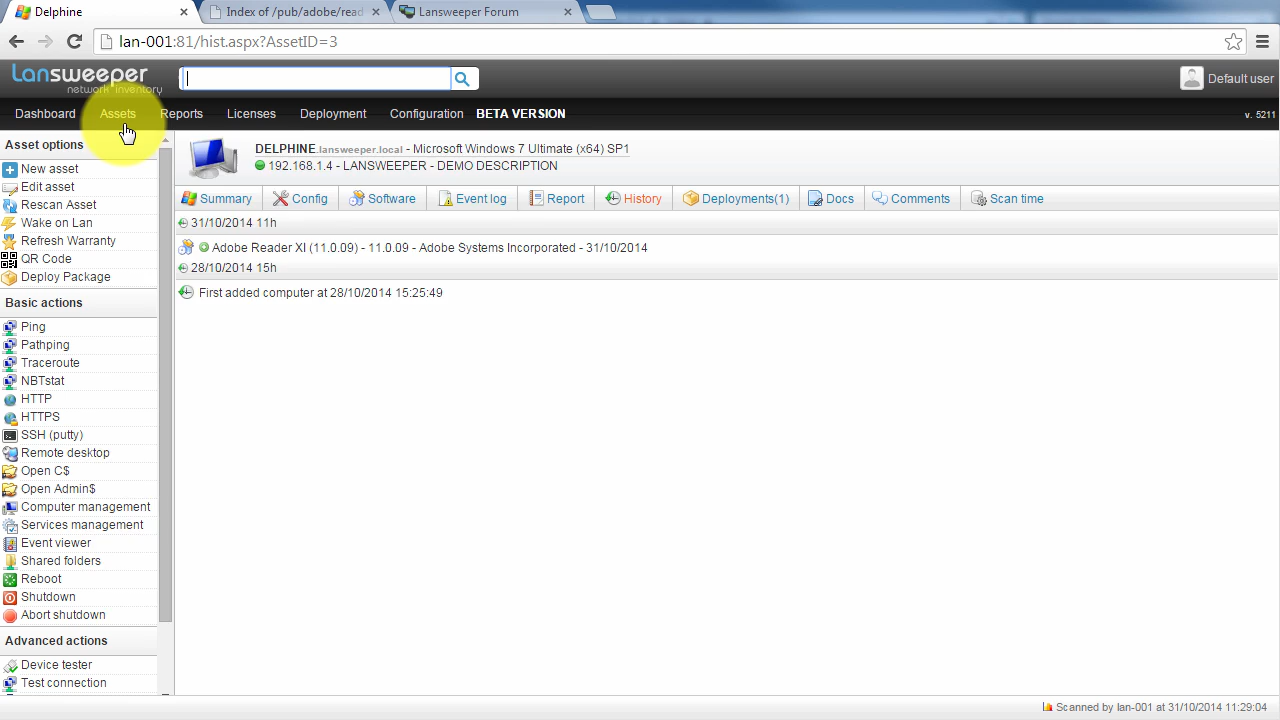 Delphine
Index of /pub/adobe/read
Lansweeper Forum
lan-001:81/hist.aspx?AssetID=3
Lansweeper
network inventory
Default user
Dashboard Assets Reports Licenses Deployment Configuration BETA VERSION
v. 5211
Asset options
New asset
Edit asset
Rescan Asset
Wake on Lan
Refresh Warranty
QR Code
Deploy Package
Basic actions
Ping
Pathping
Traceroute
NBTstat
HTTP
HTTPS
SSH (putty)
Remote desktop
Open C$
Open Admin$
Computer management
Services management
Event viewer
Shared folders
Reboot
Shutdown
Abort shutdown
Advanced actions
Device tester
Test connection
DELPHINE.lansweeper.local - Microsoft Windows 7 Ultimate (x64) SP1
192.168.1.4 - LANSWEEPER - DEMO DESCRIPTION
Summary Config Software Event log Report History Deployments(1) Docs Comments Scan time
31/10/2014 11h
Adobe Reader XI (11.0.09) - 11.0.09 - Adobe Systems Incorporated - 31/10/2014
28/10/2014 15h
First added computer at 28/10/2014 15:25:49
Scanned by lan-001 at 31/10/2014 11:29:04